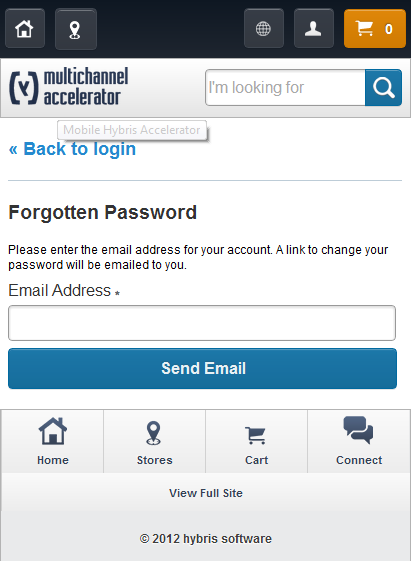 0
multichannel
accelerator
I'm looking for
Mobile Hybris Accelerator
« Back to login
Forgotten Password
Please enter the email address for your account. A link to change your
password will be emailed to you.
Email Address *
Send Email
Home Stores Cart Connect
View Full Site
© 2012 hybris software